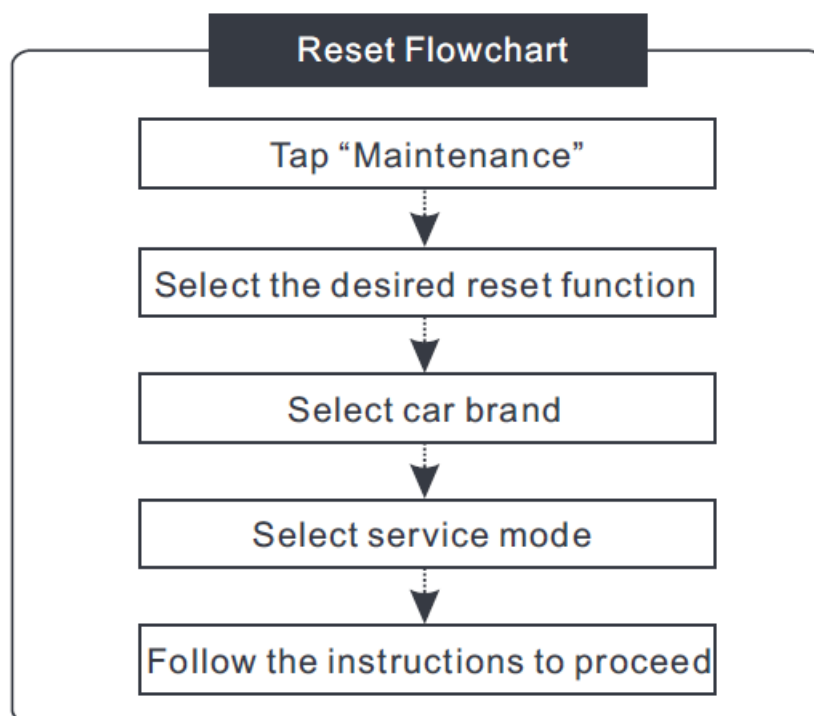 Reset Flowchart
Tap “Maintenance”
Select the desired reset function
Select car brand
Select service mode
Follow the instructions to proceed